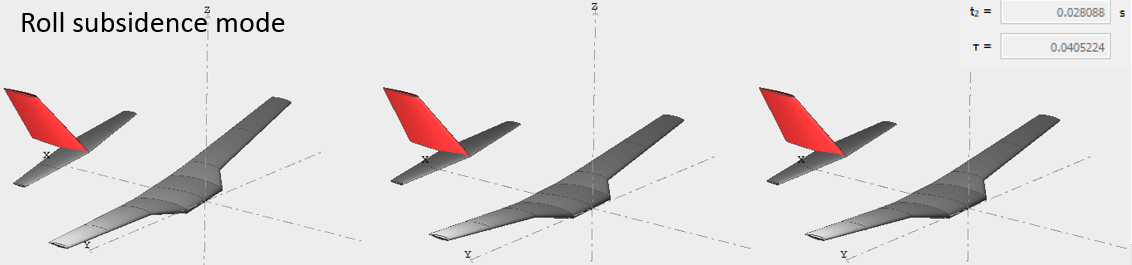 Roll subsidence mode
Z
Z
t₂ = 0.028088 s
τ = 0.0405224
X
X
X
Y
Y
Y